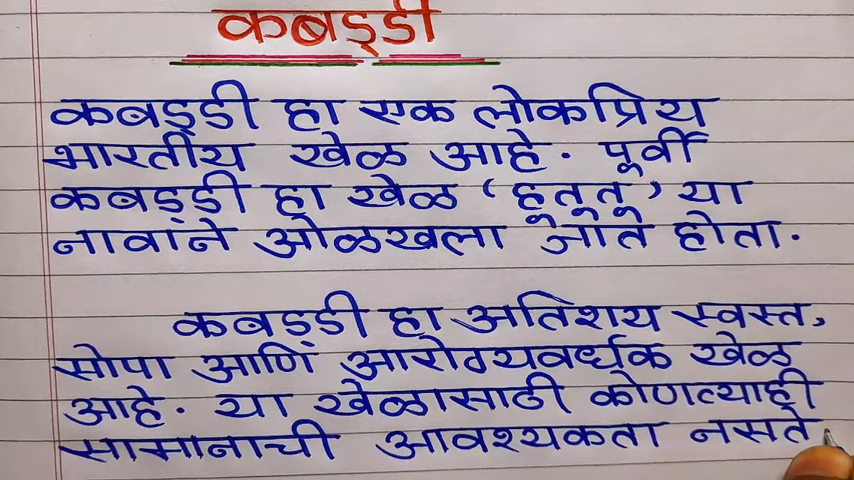 कबड्डी
कबड्डी हा एक लोकप्रिय
भारतीय खेळ आहे. पूर्वी
कबड्डी हा खेळ 'हूतूतू' या
नावाने ओळखला जात होता.
कबड्डी हा अतिशय स्वस्त,
सोपा आणि आरोग्यवर्धक खेळ
आहे. या खेळासाठी कोणत्याही
सामानाची आवश्यकता नसते